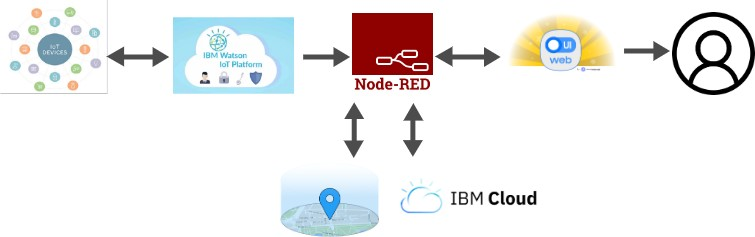 IoT
DEVICES
IBM Watson
IoT Platform
Node-RED
UI
web
IBM Cloud